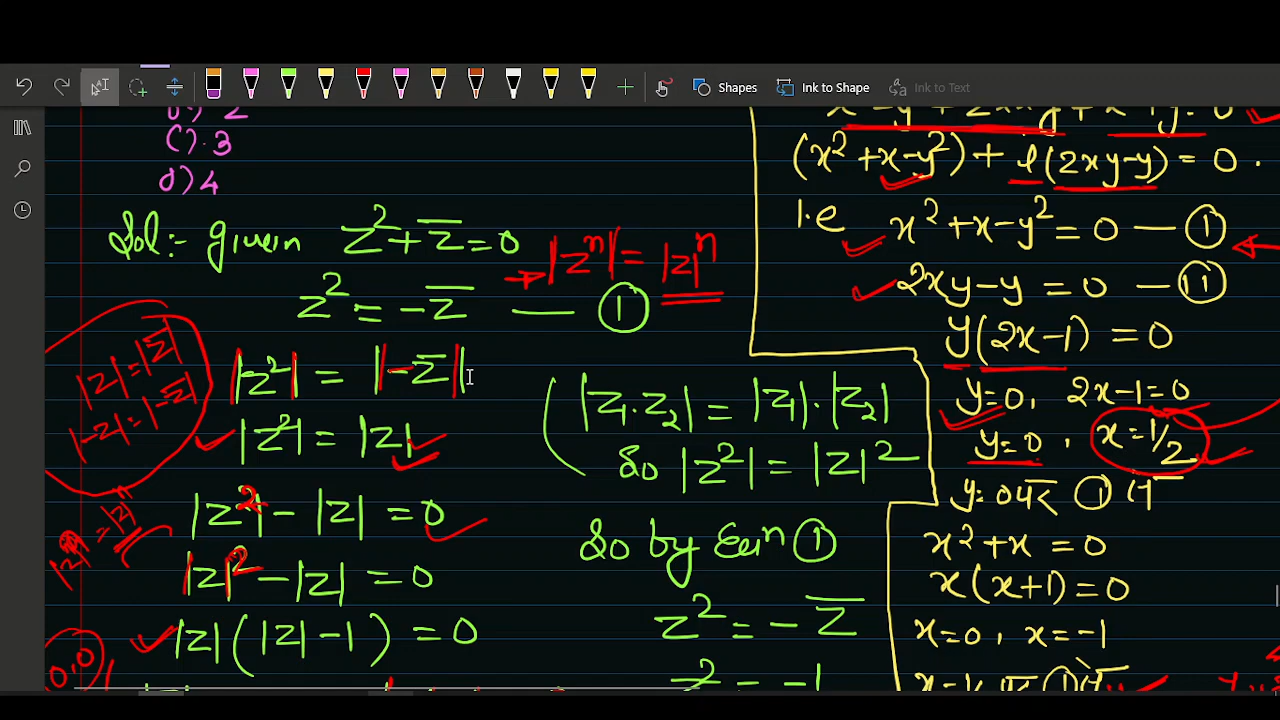 Shapes
Ink to Shape
Ink to Text
(). 3
d) 4
Sol:- given z² + z̅ = 0
z² = -z̅ — ①
→ |zⁿ| = |z|ⁿ
|z²| = |-z̅|
|z²| = |z|
|z| = |z̅|
|-z| = |-z̅|
|z²| - |z| = 0
|z|² - |z| = 0
|z|(|z| - 1) = 0
0,0
|z₁.z₂| = |z₁|.|z₂|
So |z²| = |z|²
So by Eqⁿ ①
z² = -z̅
(x² + x - y²) + i(2xy - y) = 0.
i.e x² + x - y² = 0 — ①
2xy - y = 0 — ⑪
y(2x - 1) = 0
y = 0, 2x - 1 = 0
y = 0, x = 1/2
x² + x = 0
x(x + 1) = 0
x = 0, x = -1